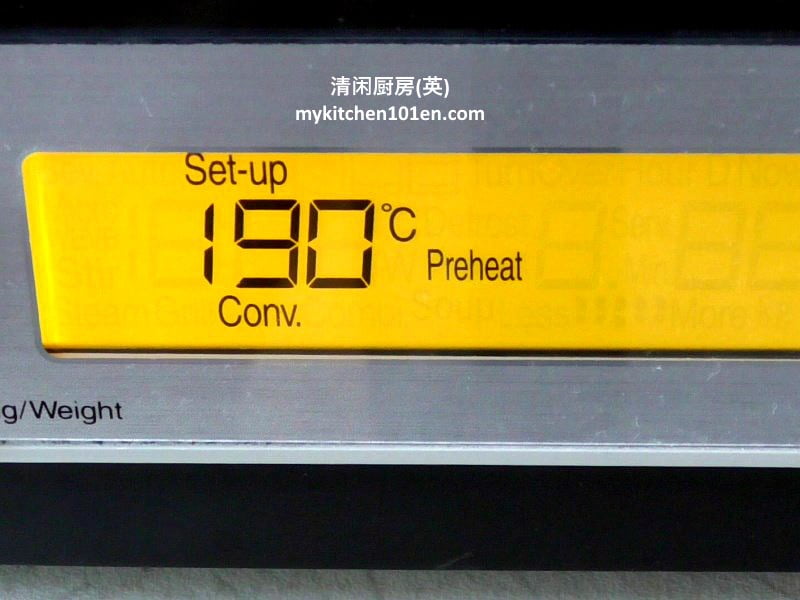 清闲厨房(英)
mykitchen101en.com
Set-up
190°C
Preheat
Conv.
g/Weight